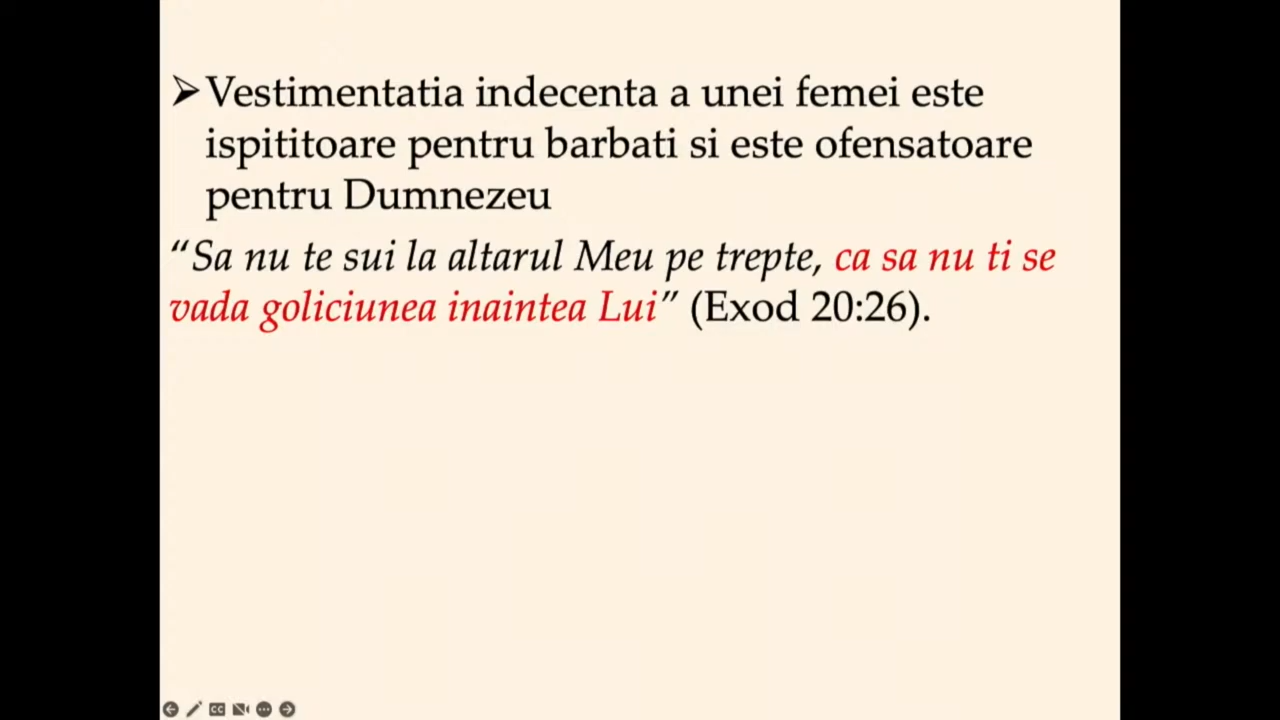 ➢Vestimentatia indecenta a unei femei este
ispititoare pentru barbati si este ofensatoare
pentru Dumnezeu
“Sa nu te sui la altarul Meu pe trepte, ca sa nu ti se
vada goliciunea inaintea Lui” (Exod 20:26).
CC